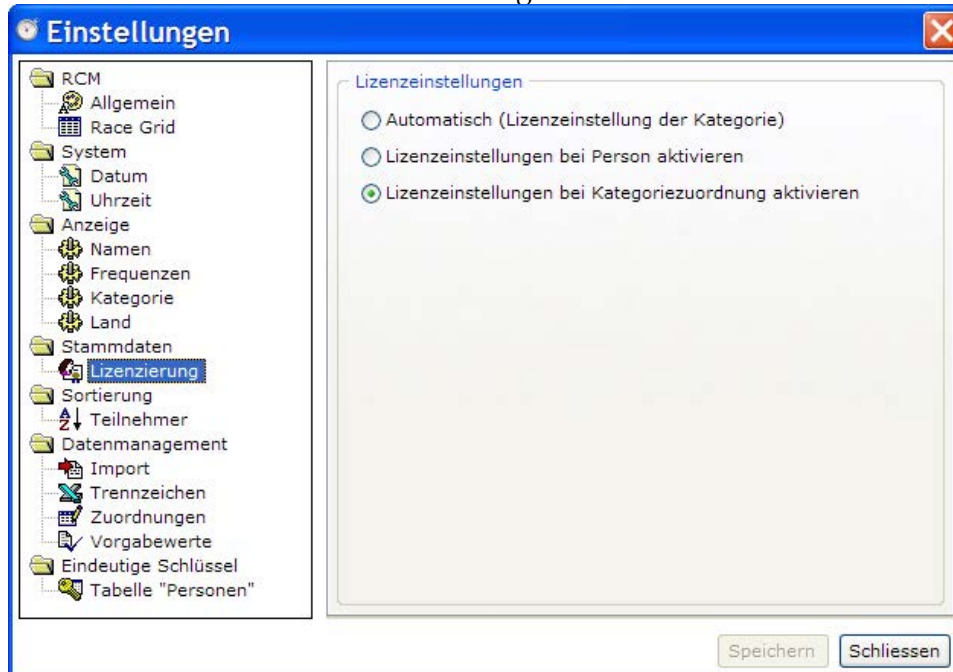 Einstellungen
RCM
Allgemein
Race Grid
System
Datum
Uhrzeit
Anzeige
Namen
Frequenzen
Kategorie
Land
Stammdaten
Lizenzierung
Sortierung
Teilnehmer
Datenmanagement
Import
Trennzeichen
Zuordnungen
Vorgabewerte
Eindeutige Schlüssel
Tabelle "Personen"
Lizenzeinstellungen
Automatisch (Lizenzeinstellung der Kategorie)
Lizenzeinstellungen bei Person aktivieren
Lizenzeinstellungen bei Kategoriezuordnung aktivieren
Speichern
Schliessen